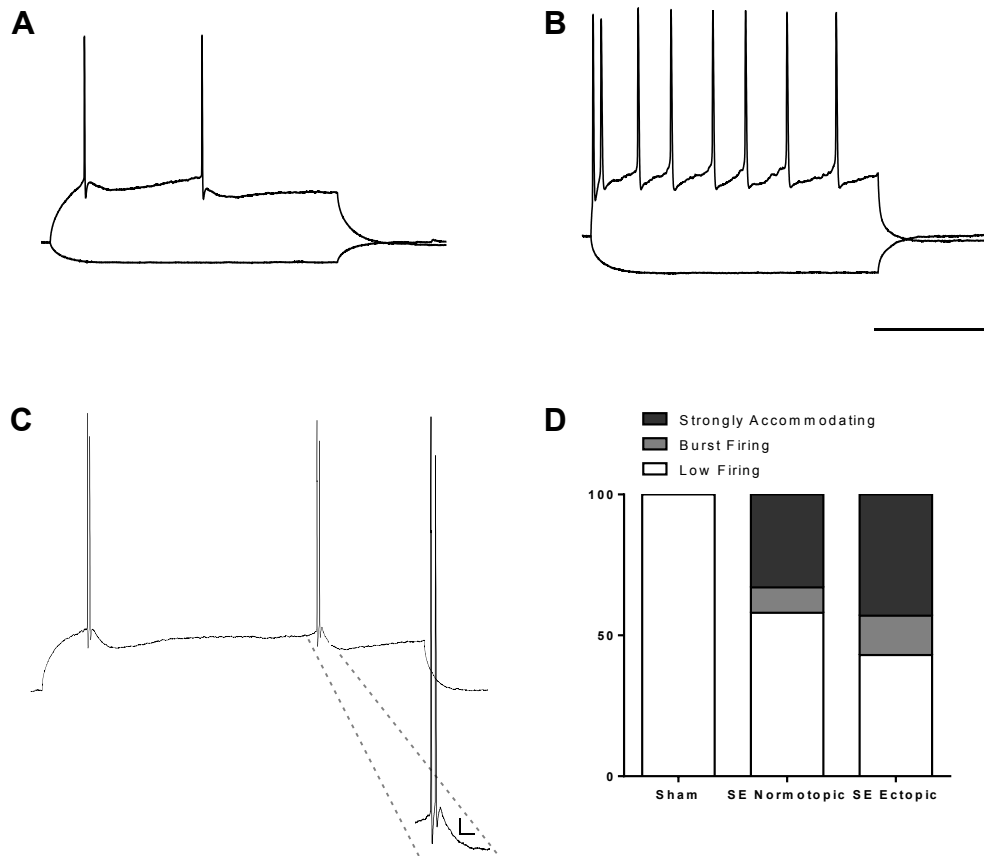 A
B
C
D
Strongly Accommodating
Burst Firing
Low Firing
100
50
0
Sham SE Normotopic SE Ectopic